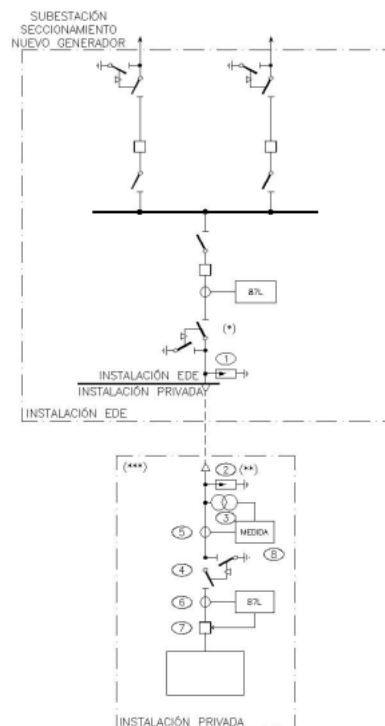 SUBESTACIÓN
SECCIONAMIENTO
NUEVO GENERADOR
87L
(*)
1
INSTALACIÓN EDE
INSTALACIÓN PRIVADA
INSTALACIÓN EDE
(***)
2 (**)
3
5
MEDIDA
8
4
6
87L
7
INSTALACIÓN PRIVADA